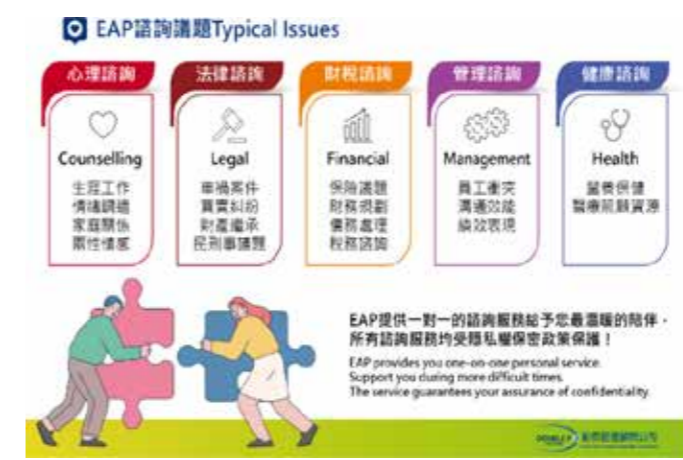 EAP諮詢議題Typical Issues
心理諮詢
Counselling
生涯工作
情緒調適
家庭關係
兩性情感
法律諮詢
Legal
車禍案件
買賣糾紛
財產繼承
民刑事議題
財稅諮詢
Financial
保險議題
財務規劃
債務處理
稅務諮詢
管理諮詢
Management
員工衝突
溝通效能
績效表現
健康諮詢
Health
營養保健
醫療照顧資源
EAP提供一對一的諮詢服務給予您最溫暖的陪伴，
所有諮詢服務均受隱私權保密政策保護！
EAP provides you one-on-one personal service.
Support you during more difficult times.
The service guarantees your assurance of confidentiality.